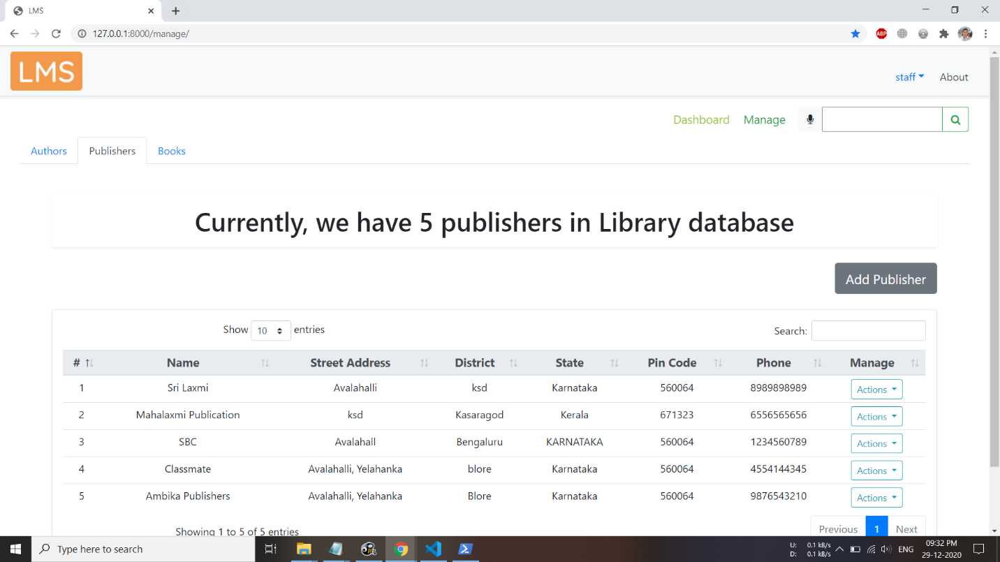 LMS
127.0.0.1:8000/manage/
ABP
LMS
staff About
Dashboard Manage
Authors Publishers Books
Currently, we have 5 publishers in Library database
Add Publisher
Show 10 entries Search:
# Name Street Address District State Pin Code Phone Manage
1 Sri Laxmi Avalahalli ksd Karnataka 560064 8989898989 Actions
2 Mahalaxmi Publication ksd Kasaragod Kerala 671323 6556565656 Actions
3 SBC Avalahall Bengaluru KARNATAKA 560064 1234560789 Actions
4 Classmate Avalahalli, Yelahanka blore Karnataka 560064 4554144345 Actions
5 Ambika Publishers Avalahalli, Yelahanka Blore Karnataka 560064 9876543210 Actions
Showing 1 to 5 of 5 entries Previous 1 Next
Type here to search
U: 0.1 kB/s
D: 0.1 kB/s
ENG
09:32 PM
29-12-2020